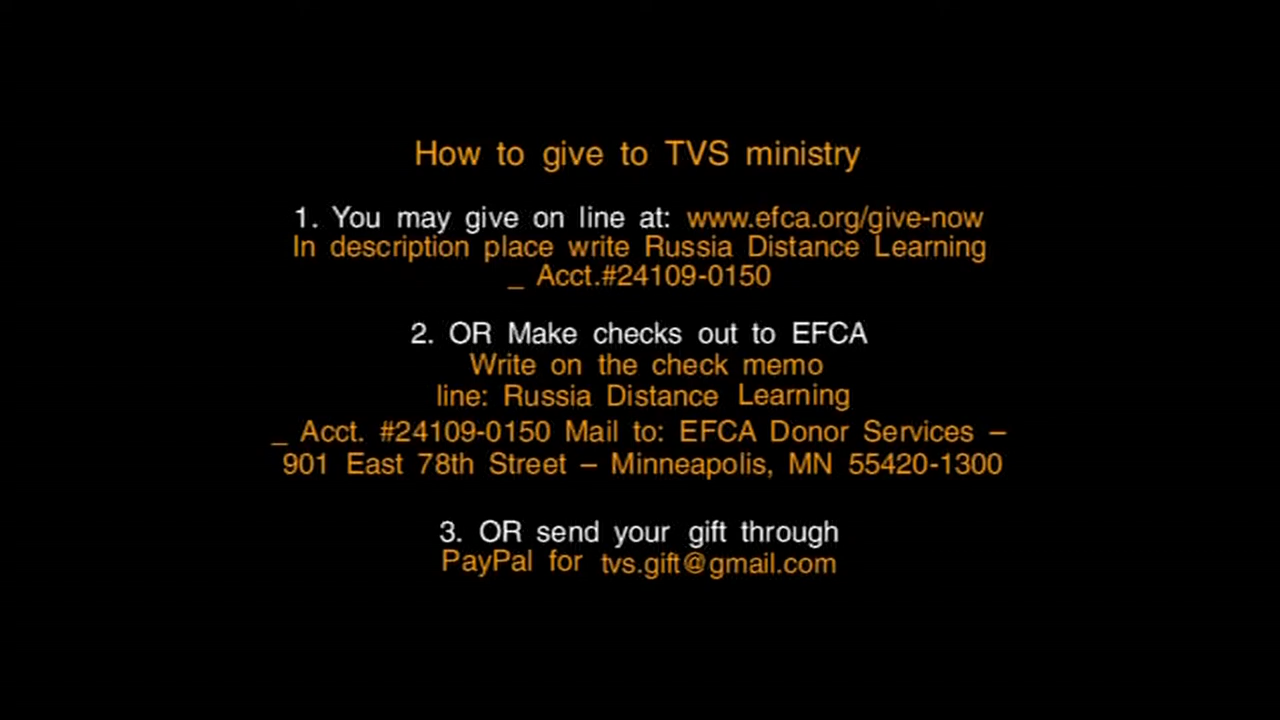 How to give to TVS ministry
1. You may give on line at: www.efca.org/give-now
In description place write Russia Distance Learning
_ Acct.#24109-0150
2. OR Make checks out to EFCA
Write on the check memo
line: Russia Distance Learning
_ Acct. #24109-0150 Mail to: EFCA Donor Services –
901 East 78th Street – Minneapolis, MN 55420-1300
3. OR send your gift through
PayPal for tvs.gift@gmail.com